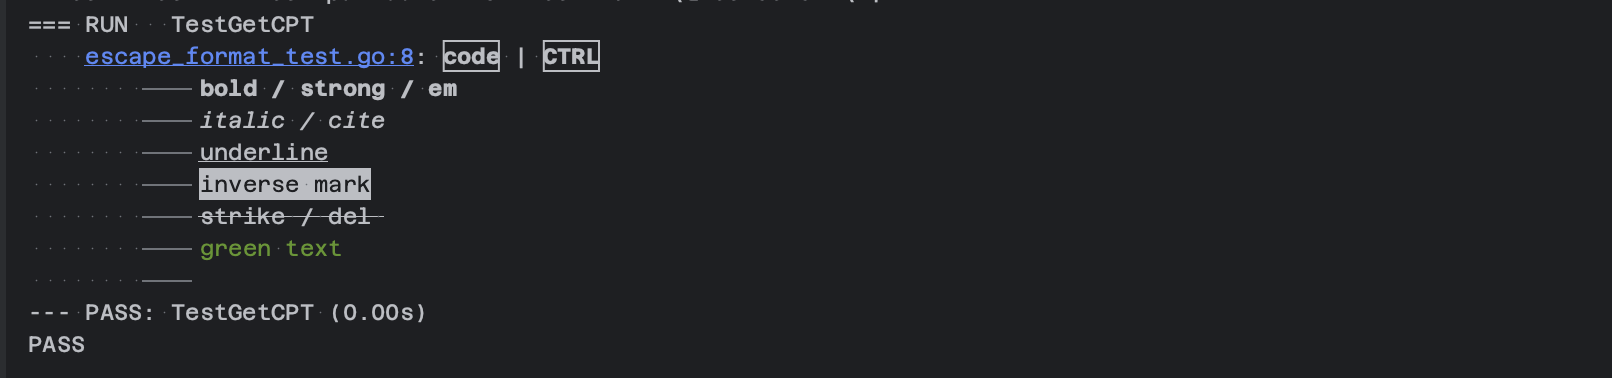 === RUN   TestGetCPT
escape_format_test.go:8: code | CTRL
bold / strong / em
italic / cite
underline
inverse mark
strike / del
green text
--- PASS: TestGetCPT (0.00s)
PASS